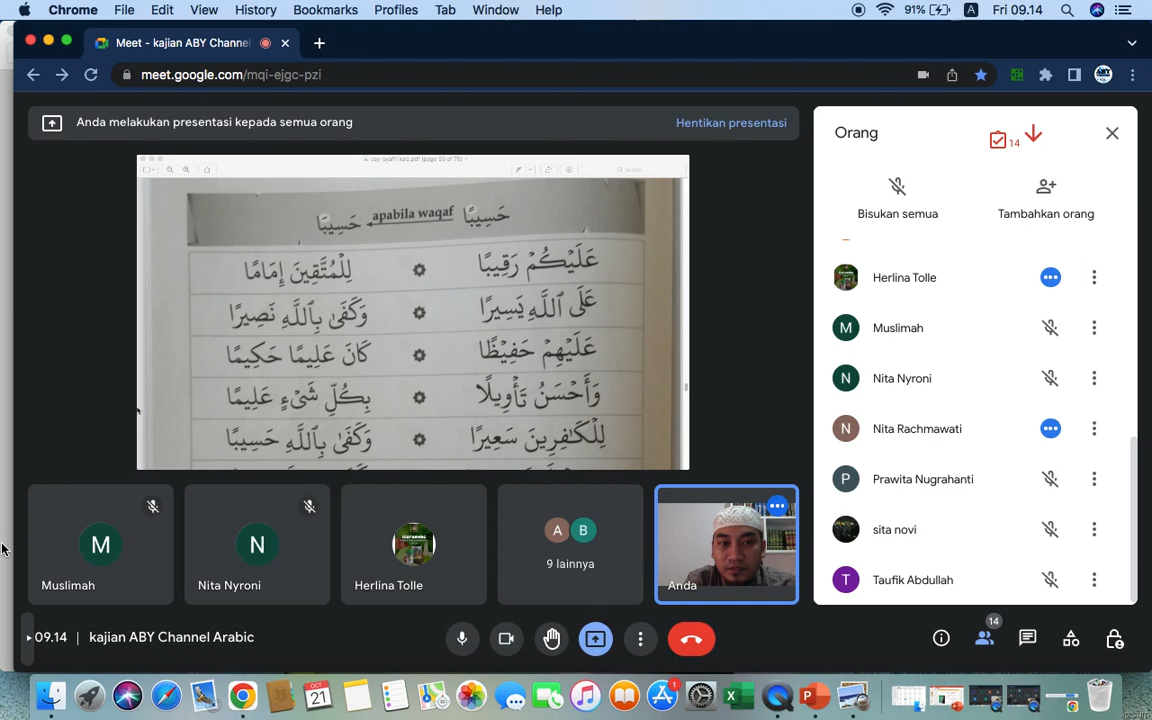 Chrome File Edit View History Bookmarks Profiles Tab Window Help
91% A Fri 09.14
Meet - kajian ABY Channel
meet.google.com/mqi-ejgc-pzi
Anda melakukan presentasi kepada semua orang
Hentikan presentasi
Search
حَسِيبًا apabila waqaf حَسِيبًا
عَلَيْكُمْ رَقِيبًا لِلْمُتَّقِينَ إِمَامًا
عَلَى ٱللَّهِ يَسِيرًا وَكَفَىٰ بِٱللَّهِ نَصِيرًا
عَلَيْهِمْ حَفِيظًا كَانَ عَلِيمًا حَكِيمًا
وَأَحْسَنُ تَأْوِيلًا بِكُلِّ شَىْءٍ عَلِيمًا
لِلْكَٰفِرِينَ سَعِيرًا وَكَفَىٰ بِٱللَّهِ حَسِيبًا
Orang
14
Bisukan semua
Tambahkan orang
Herlina Tolle
M Muslimah
N Nita Nyroni
N Nita Rachmawati
P Prawita Nugrahanti
sita novi
T Taufik Abdullah
M
Muslimah
N
Nita Nyroni
Herlina Tolle
A B
9 lainnya
Anda
09.14 | kajian ABY Channel Arabic
14
OCT
21
1